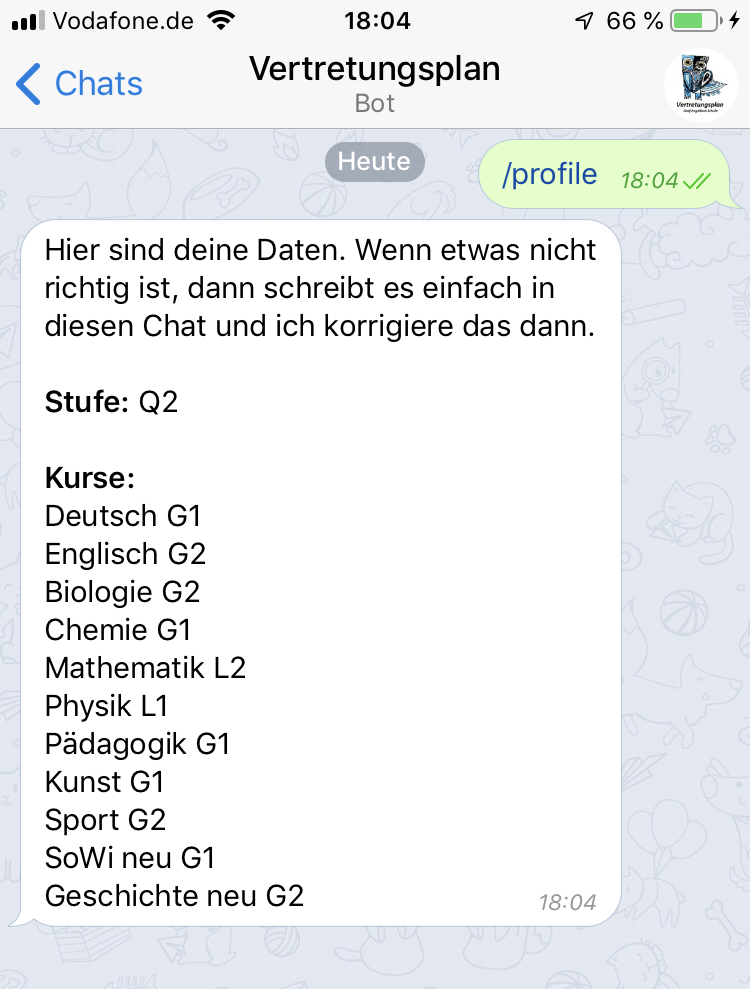 Vodafone.de 18:04 66 %
Chats Vertretungsplan
Bot
Vertretungsplan
Heute
/profile 18:04
Hier sind deine Daten. Wenn etwas nicht
richtig ist, dann schreibt es einfach in
diesen Chat und ich korrigiere das dann.
Stufe: Q2
Kurse:
Deutsch G1
Englisch G2
Biologie G2
Chemie G1
Mathematik L2
Physik L1
Pädagogik G1
Kunst G1
Sport G2
SoWi neu G1
Geschichte neu G2
18:04